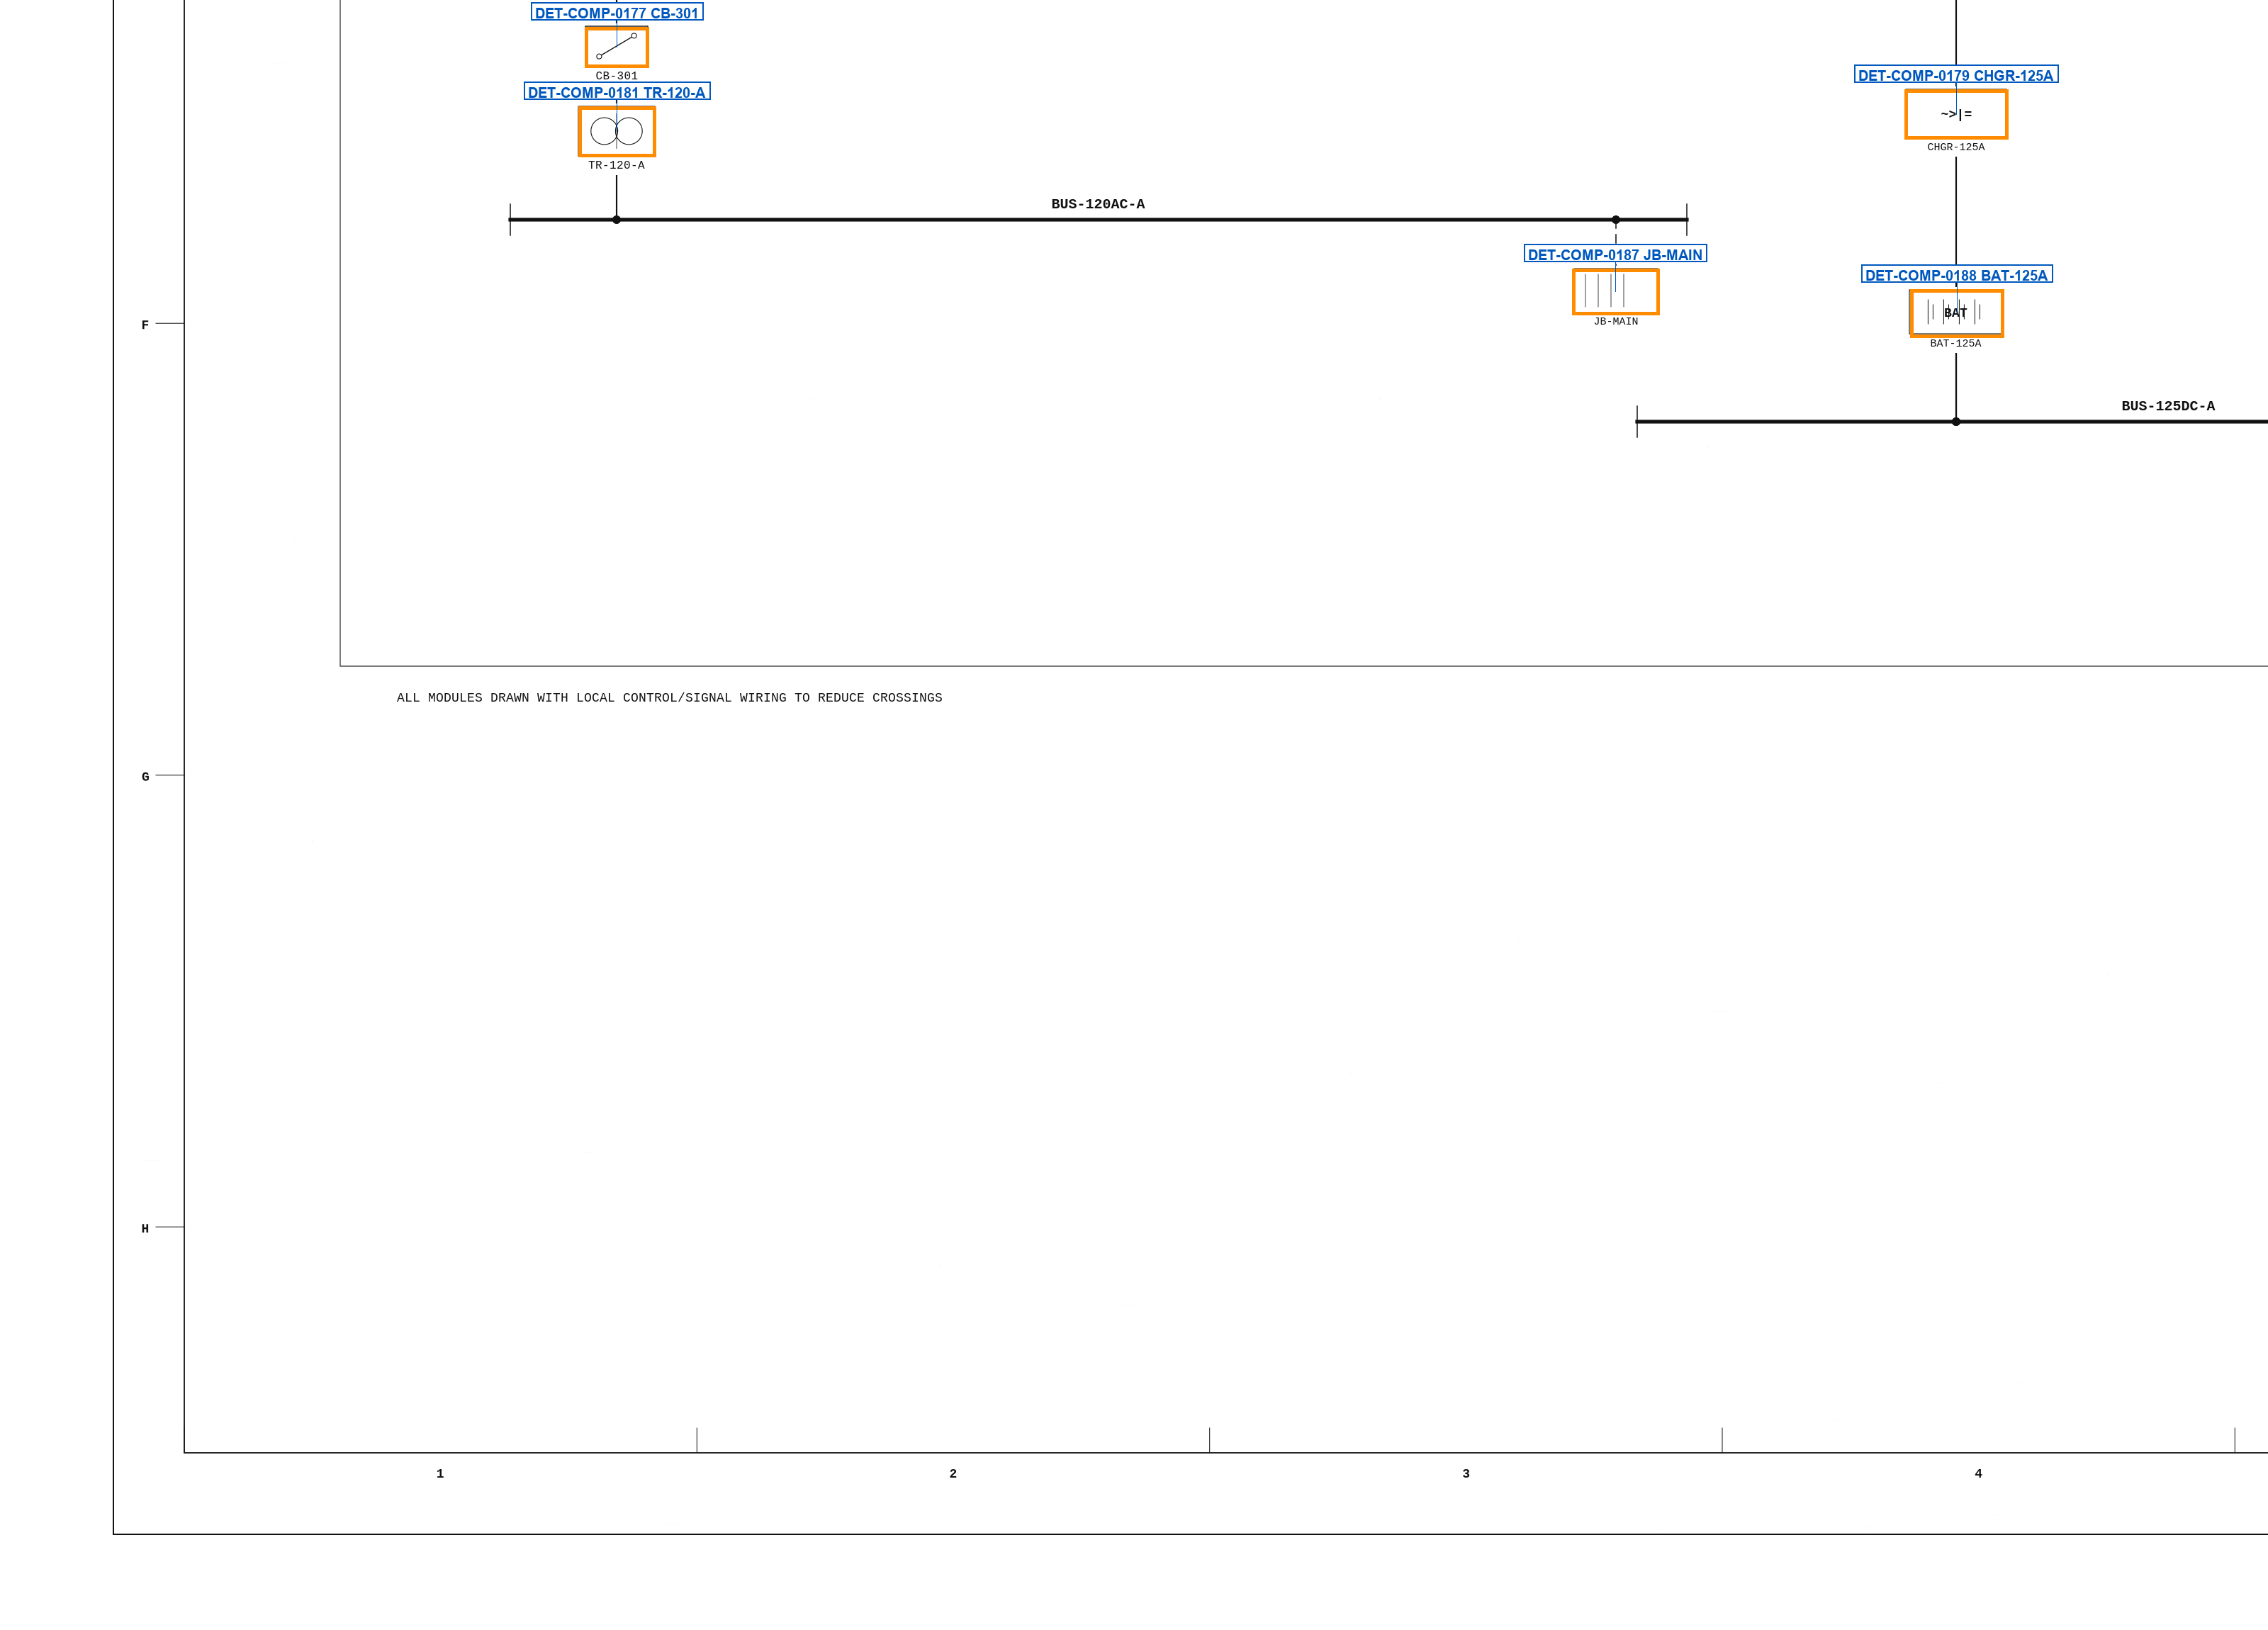 DET-COMP-0177 CB-301
CB-301
DET-COMP-0181 TR-120-A
TR-120-A
DET-COMP-0179 CHGR-125A
~>|=
CHGR-125A
BUS-120AC-A
DET-COMP-0187 JB-MAIN
JB-MAIN
DET-COMP-0188 BAT-125A
BAT
BAT-125A
F
BUS-125DC-A
ALL MODULES DRAWN WITH LOCAL CONTROL/SIGNAL WIRING TO REDUCE CROSSINGS
G
H
1 2 3 4